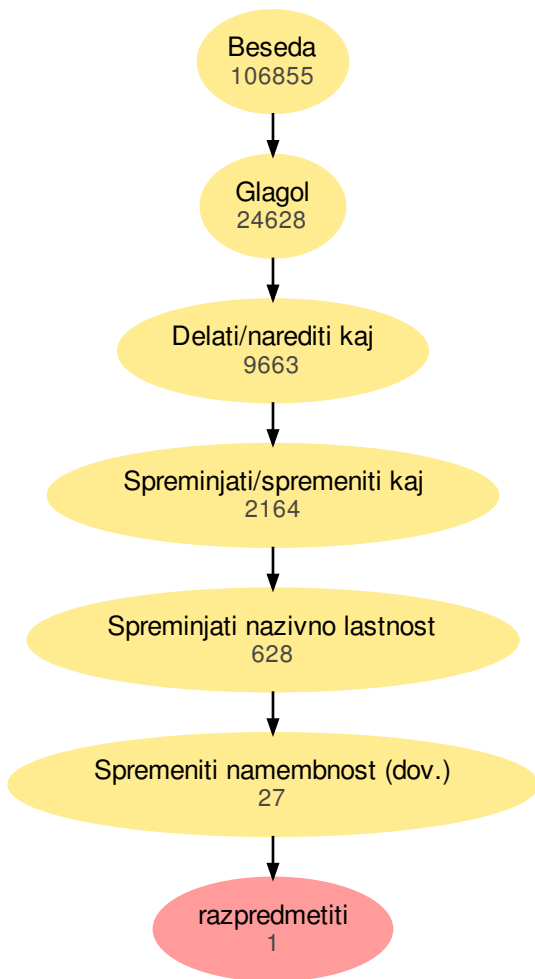 Beseda
106855
Glagol
24628
Delati/narediti kaj
9663
Spreminjati/spremeniti kaj
2164
Spreminjati nazivno lastnost
628
Spremeniti namembnost (dov.)
27
razpredmetiti
1